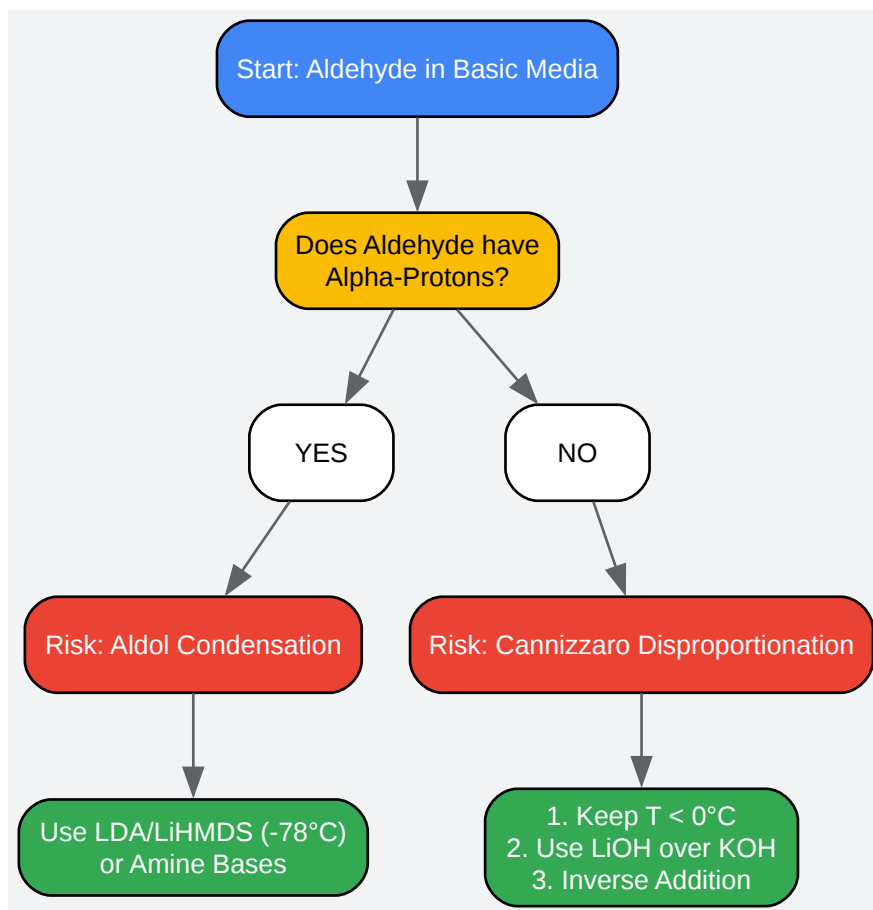 Start: Aldehyde in Basic Media
Does Aldehyde have
Alpha-Protons?
YES
NO
Risk: Aldol Condensation
Risk: Cannizzaro Disproportionation
Use LDA/LiHMDS (-78°C)
or Amine Bases
1. Keep T < 0°C
2. Use LiOH over KOH
3. Inverse Addition